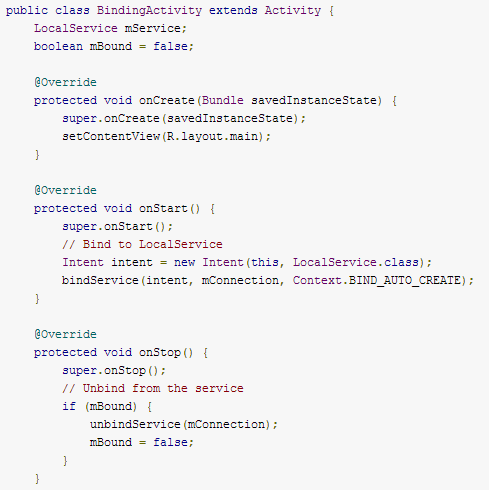 public class BindingActivity extends Activity {
    LocalService mService;
    boolean mBound = false;

    @Override
    protected void onCreate(Bundle savedInstanceState) {
        super.onCreate(savedInstanceState);
        setContentView(R.layout.main);
    }

    @Override
    protected void onStart() {
        super.onStart();
        // Bind to LocalService
        Intent intent = new Intent(this, LocalService.class);
        bindService(intent, mConnection, Context.BIND_AUTO_CREATE);
    }

    @Override
    protected void onStop() {
        super.onStop();
        // Unbind from the service
        if (mBound) {
            unbindService(mConnection);
            mBound = false;
        }
    }